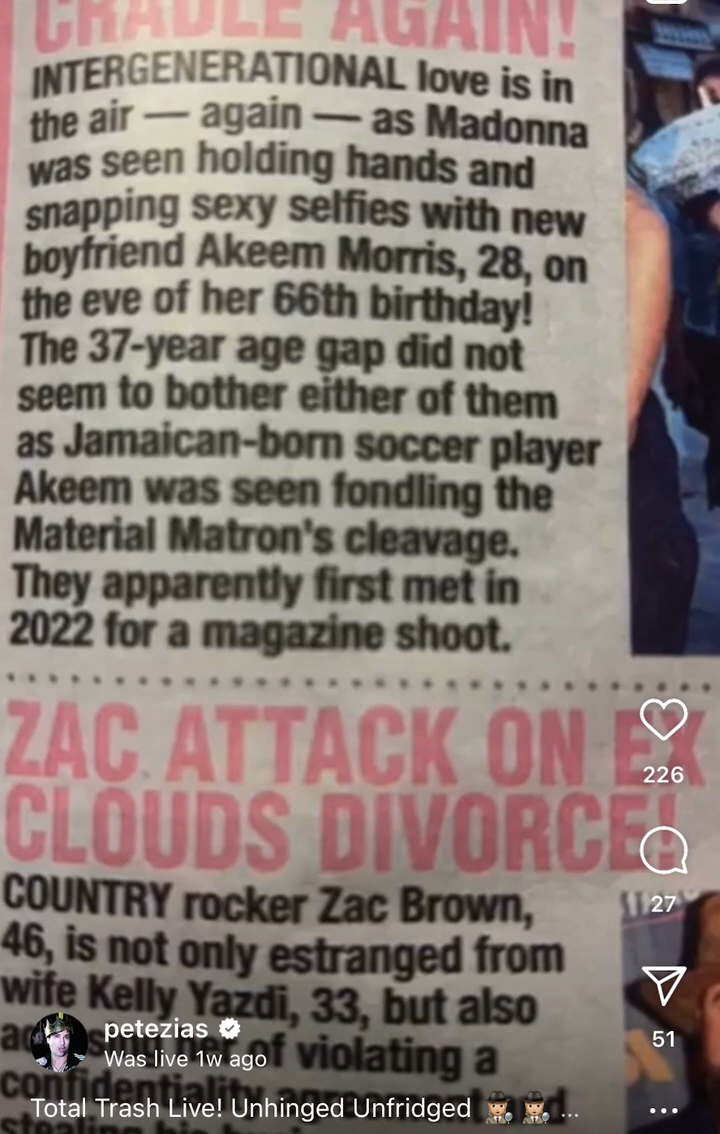 CRADLE AGAIN!
INTERGENERATIONAL love is in
the air — again — as Madonna
was seen holding hands and
snapping sexy selfies with new
boyfriend Akeem Morris, 28, on
the eve of her 66th birthday!
The 37-year age gap did not
seem to bother either of them
as Jamaican-born soccer player
Akeem was seen fondling the
Material Matron's cleavage.
They apparently first met in
2022 for a magazine shoot.
ZAC ATTACK ON EX
CLOUDS DIVORCE!
COUNTRY rocker Zac Brown,
46, is not only estranged from
wife Kelly Yazdi, 33, but also
of violating a
confidentiality
226
27
51
petezias
Was live 1w ago
Total Trash Live! Unhinged Unfridged 🕵🏼 🕵🏼 ...